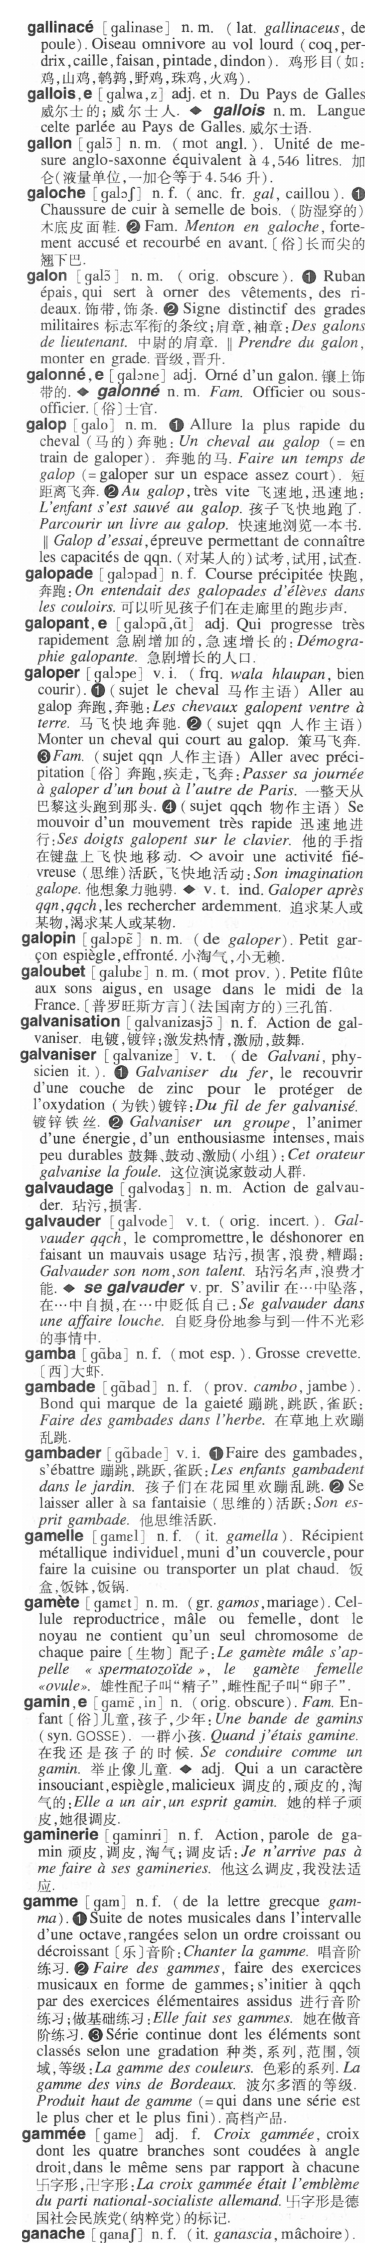 gallinacé [galinase] n. m. (lat. gallinaceus, de
poule). Oiseau omnivore au vol lourd (coq, per-
drix, caille, faisan, pintade, dindon). 鸡形目(如:
鸡,山鸡,鹌鹑,野鸡,珠鸡,火鸡).
gallois, e [galwa, z] adj. et n. Du Pays de Galles
威尔士的; 威尔士人. ◆ gallois n. m. Langue
celte parlée au Pays de Galles. 威尔士语.
gallon [galɔ̃] n. m. (mot angl.). Unité de me-
sure anglo-saxonne équivalent à 4,546 litres. 加
仑(液量单位,一加仑等于 4.546 升).
galoche [galɔʃ] n. f. (anc. fr. gal, caillou). ❶
Chaussure de cuir à semelle de bois. (防湿穿的)
木底皮面鞋. ❷ Fam. Menton en galoche, forte-
ment accusé et recourbé en avant. [俗]长而尖的
翘下巴.
galon [galɔ̃] n. m. (orig. obscure). ❶ Ruban
épais, qui sert à orner des vêtements, des ri-
deaux. 饰带,饰条. ❷ Signe distinctif des grades
militaires 标志军衔的条纹; 肩章, 袖章: Des galons
de lieutenant. 中尉的肩章. ‖ Prendre du galon,
monter en grade. 晋级,晋升.
galonné, e [galɔne] adj. Orné d'un galon. 镶上饰
带的. ◆ galonné n. m. Fam. Officier ou sous-
officier. [俗]士官.
galop [galo] n. m. ❶ Allure la plus rapide du
cheval (马的) 奔驰: Un cheval au galop (= en
train de galoper). 奔驰的马. Faire un temps de
galop (= galoper sur un espace assez court). 短
距离飞奔. ❷ Au galop, très vite 飞速地,迅速地:
L'enfant s'est sauvé au galop. 孩子飞快地跑了.
Parcourir un livre au galop. 快速地浏览一本书.
‖ Galop d'essai, épreuve permettant de connaître
les capacités de qqn. (对某人的)试考,试用,试查.
galopade [galɔpad] n. f. Course précipitée 快跑,
奔跑: On entendait des galopades d'élèves dans
les couloirs. 可以听见孩子们在走廊里的跑步声.
galopant, e [galɔpɑ̃, ɑ̃t] adj. Qui progresse très
rapidement 急剧增加的, 急速增长的: Démogra-
phie galopante. 急剧增长的人口.
galoper [galɔpe] v. i. (frq. wala hlaupan, bien
courir). ❶ (sujet le cheval 马作主语) Aller au
galop 奔跑,奔驰: Les chevaux galopent ventre à
terre. 马飞快地奔驰. ❷ (sujet qqn 人作主语)
Monter un cheval qui court au galop. 策马飞奔.
❸ Fam. (sujet qqn 人作主语) Aller avec préci-
pitation [俗] 奔跑,疾走,飞奔: Passer sa journée
à galoper d'un bout à l'autre de Paris. 一整天从
巴黎这头跑到那头. ❹ (sujet qqch 物作主语) Se
mouvoir d'un mouvement très rapide 迅速地进
行: Ses doigts galopent sur le clavier. 他的手指
在键盘上飞快地移动. ◇ avoir une activité fié-
vreuse (思维)活跃,飞快地活动: Son imagination
galope. 他想象力驰骋. ◆ v. t. ind. Galoper après
qqn, qqch, les rechercher ardemment. 追求某人或
某物,渴求某人或某物.
galopin [galɔpɛ̃] n. m. (de galoper). Petit gar-
çon espiègle, effronté. 小淘气,小无赖.
galoubet [galubɛ] n. m. (mot prov.). Petite flûte
aux sons aigus, en usage dans le midi de la
France. [普罗旺斯方言](法国南方的)三孔笛.
galvanisation [galvanizasjɔ̃] n. f. Action de gal-
vaniser. 电镀,镀锌; 激发热情,激励,鼓舞.
galvaniser [galvanize] v. t. (de Galvani, phy-
sicien it.). ❶ Galvaniser du fer, le recouvrir
d'une couche de zinc pour le protéger de
l'oxydation (为铁)镀锌: Du fil de fer galvanisé.
镀锌铁丝. ❷ Galvaniser un groupe, l'animer
d'une énergie, d'un enthousiasme intenses, mais
peu durables 鼓舞、鼓动、激励(小组): Cet orateur
galvanise la foule. 这位演说家鼓动人群.
galvaudage [galvodaʒ] n. m. Action de galvau-
der. 玷污,损害.
galvauder [galvode] v. t. (orig. incert.). Gal-
vauder qqch, le compromettre, le déshonorer en
faisant un mauvais usage 玷污,损害,浪费,糟蹋:
Galvauder son nom, son talent. 玷污名声,浪费才
能. ◆ se galvauder v. pr. S'avilir 在…中坠落,
在…中自损,在…中贬低自己: Se galvauder dans
une affaire louche. 自贬身份地参与到一件不光彩
的事情中.
gamba [gɑ̃ba] n. f. (mot esp.). Grosse crevette.
[西]大虾.
gambade [gɑ̃bad] n. f. (prov. cambo, jambe).
Bond qui marque de la gaieté 蹦跳,跳跃,雀跃:
Faire des gambades dans l'herbe. 在草地上欢蹦
乱跳.
gambader [gɑ̃bade] v. i. ❶ Faire des gambades,
s'ébattre 蹦跳,跳跃,雀跃: Les enfants gambadent
dans le jardin. 孩子们在花园里欢蹦乱跳. ❷ Se
laisser aller à sa fantaisie (思维的)活跃: Son es-
prit gambade. 他思维活跃.
gamelle [gamɛl] n. f. (it. gamella). Récipient
métallique individuel, muni d'un couvercle, pour
faire la cuisine ou transporter un plat chaud. 饭
盒,饭钵,饭锅.
gamète [gamɛt] n. m. (gr. gamos, mariage). Cel-
lule reproductrice, mâle ou femelle, dont le
noyau ne contient qu'un seul chromosome de
chaque paire [生物] 配子: Le gamète mâle s'ap-
pelle « spermatozoïde », le gamète femelle
«ovule». 雄性配子叫“精子”,雌性配子叫“卵子”.
gamin, e [gamɛ̃, in] n. (orig. obscure). Fam. En-
fant [俗]儿童,孩子,少年: Une bande de gamins
(syn. GOSSE). 一群小孩. Quand j'étais gamine.
在我还是孩子的时候. Se conduire comme un
gamin. 举止像儿童. ◆ adj. Qui a un caractère
insouciant, espiègle, malicieux 调皮的,顽皮的,淘
气的: Elle a un air, un esprit gamin. 她的样子顽
皮,她很调皮.
gaminerie [gaminri] n. f. Action, parole de ga-
min 顽皮,调皮,淘气; 调皮话: Je n'arrive pas à
me faire à ses gamineries. 他这么调皮,我没法适
应.
gamme [gam] n. f. (de la lettre grecque gam-
ma). ❶ Suite de notes musicales dans l'intervalle
d'une octave, rangées selon un ordre croissant ou
décroissant [乐]音阶: Chanter la gamme. 唱音阶
练习. ❷ Faire des gammes, faire des exercices
musicaux en forme de gammes; s'initier à qqch
par des exercices élémentaires assidus 进行音阶
练习; 做基础练习: Elle fait ses gammes. 她在做音
阶练习. ❸ Série continue dont les éléments sont
classés selon une gradation 种类,系列,范围,领
域,等级: La gamme des couleurs. 色彩的系列. La
gamme des vins de Bordeaux. 波尔多酒的等级.
Produit haut de gamme (= qui dans une série est
le plus cher et le plus fini). 高档产品.
gammée [game] adj. f. Croix gammée, croix
dont les quatre branches sont coudées à angle
droit, dans le même sens par rapport à chacune
卐字形,卍字形: La croix gammée était l'emblème
du parti national-socialiste allemand. 卐字形是德
国社会民族党(纳粹党)的标记.
ganache [ganaʃ] n. f. (it. ganascia, mâchoire).